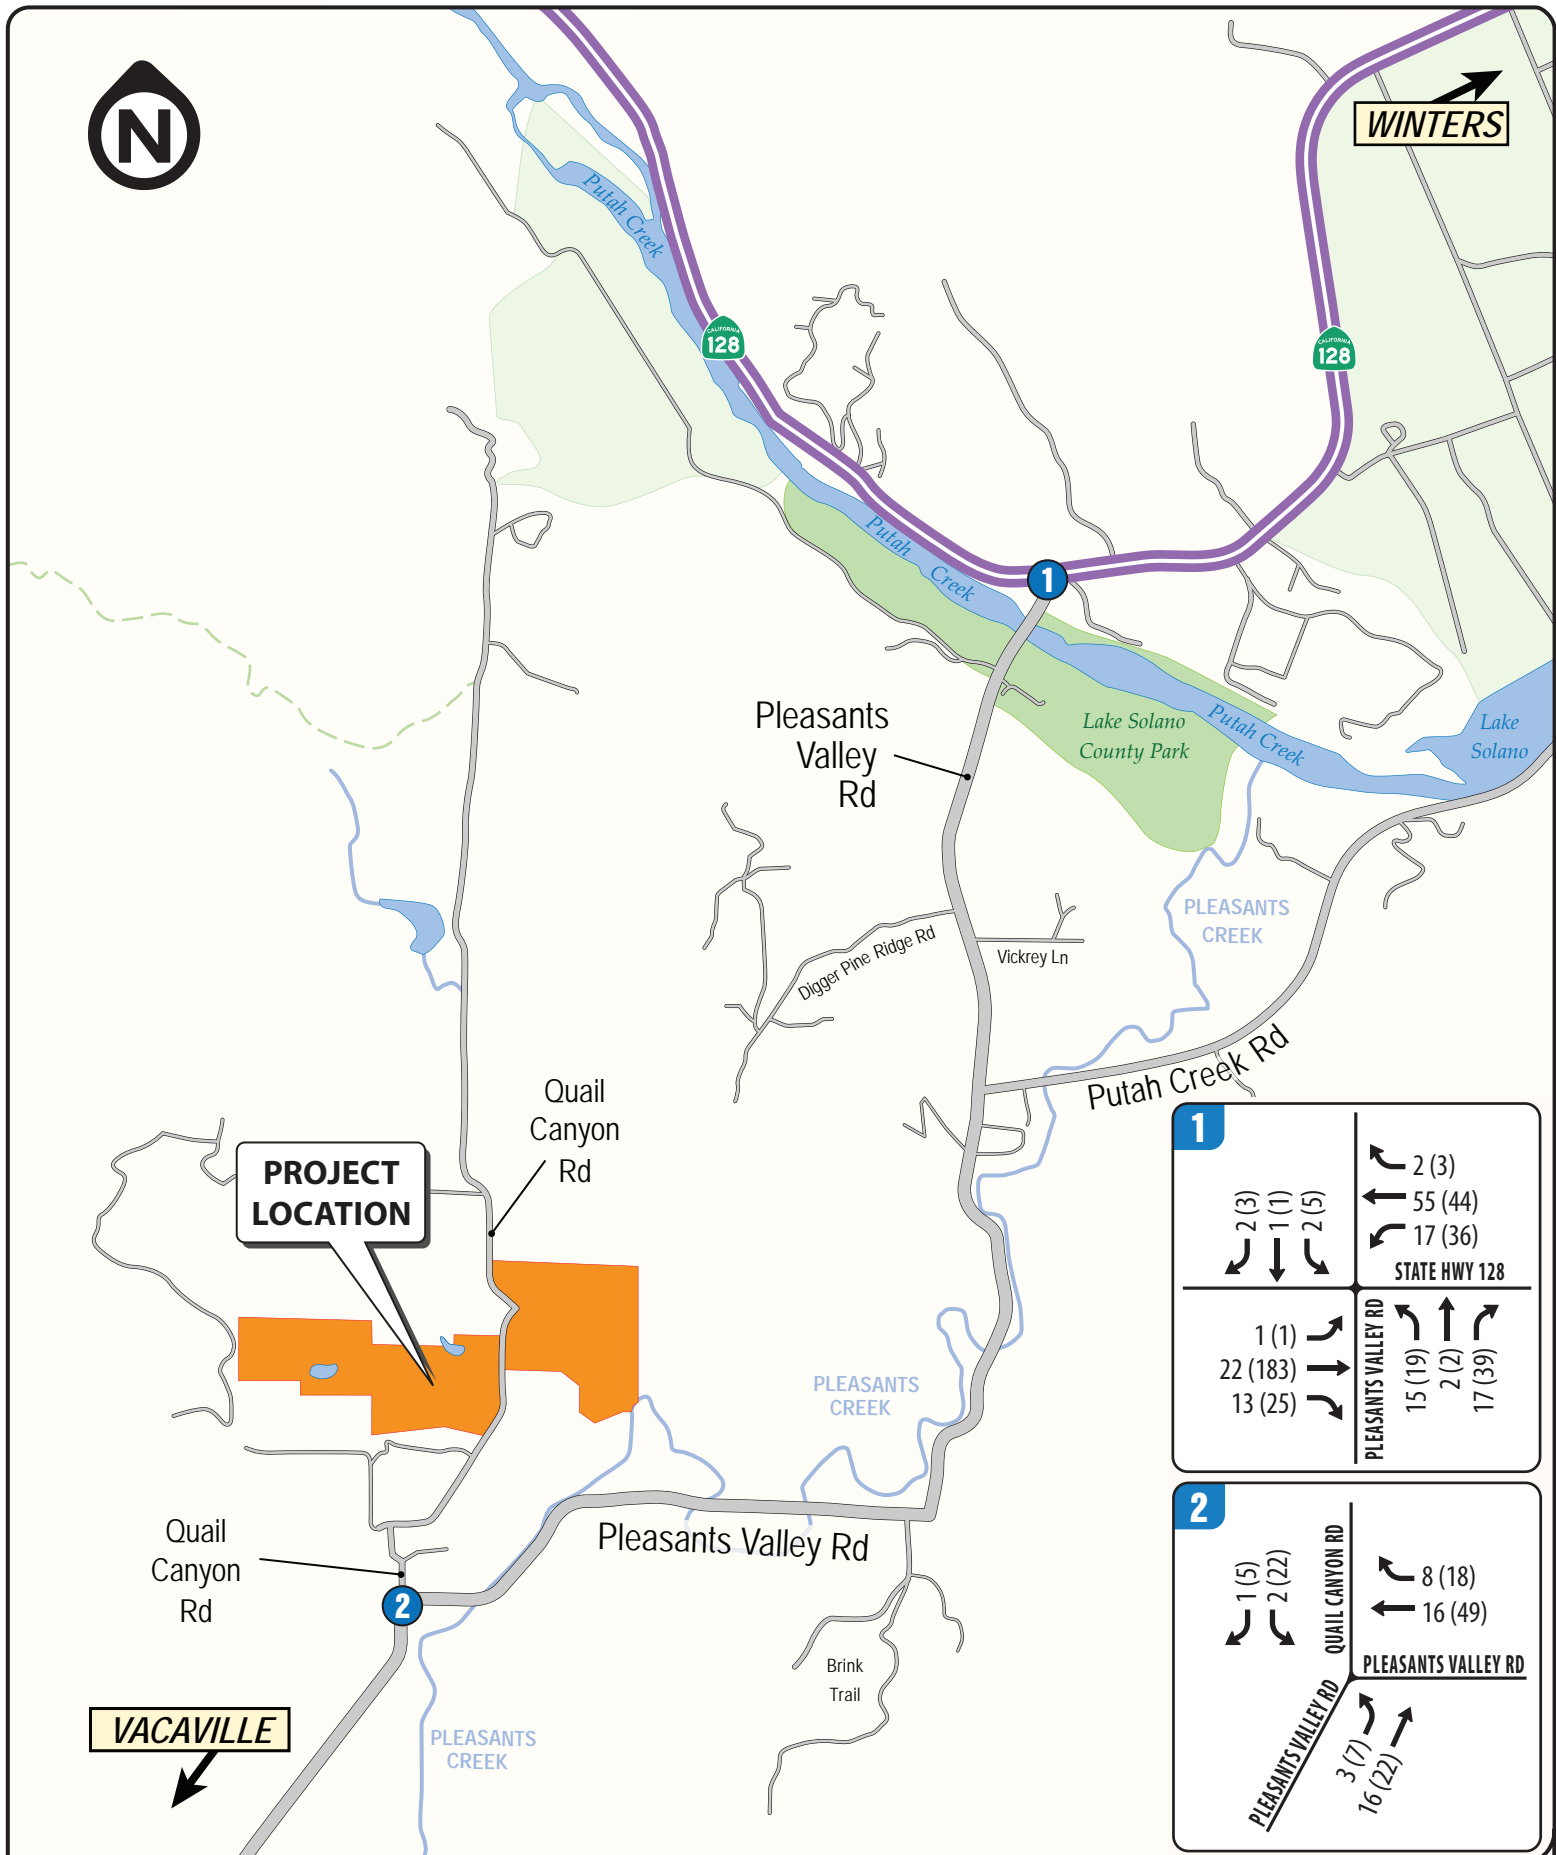 N
WINTERS
Putah Creek
CALIFORNIA
128
CALIFORNIA
128
Putah
Creek
1
Pleasants
Valley
Rd
Lake Solano
County Park
Putah Creek
Lake
Solano
PLEASANTS
CREEK
Digger Pine Ridge Rd
Vickrey Ln
Putah Creek Rd
Quail
Canyon
Rd
PROJECT
LOCATION
PLEASANTS
CREEK
Quail
Canyon
Rd
Pleasants Valley Rd
2
Brink
Trail
VACAVILLE
PLEASANTS
CREEK
1
2 (3)
1 (1)
2 (5)
2 (3)
55 (44)
17 (36)
STATE HWY 128
1 (1)
22 (183)
13 (25)
PLEASANTS VALLEY RD
15 (19)
2 (2)
17 (39)
2
1 (5)
2 (22)
QUAIL CANYON RD
8 (18)
16 (49)
PLEASANTS VALLEY RD
PLEASANTS VALLEY RD
3 (7)
16 (22)